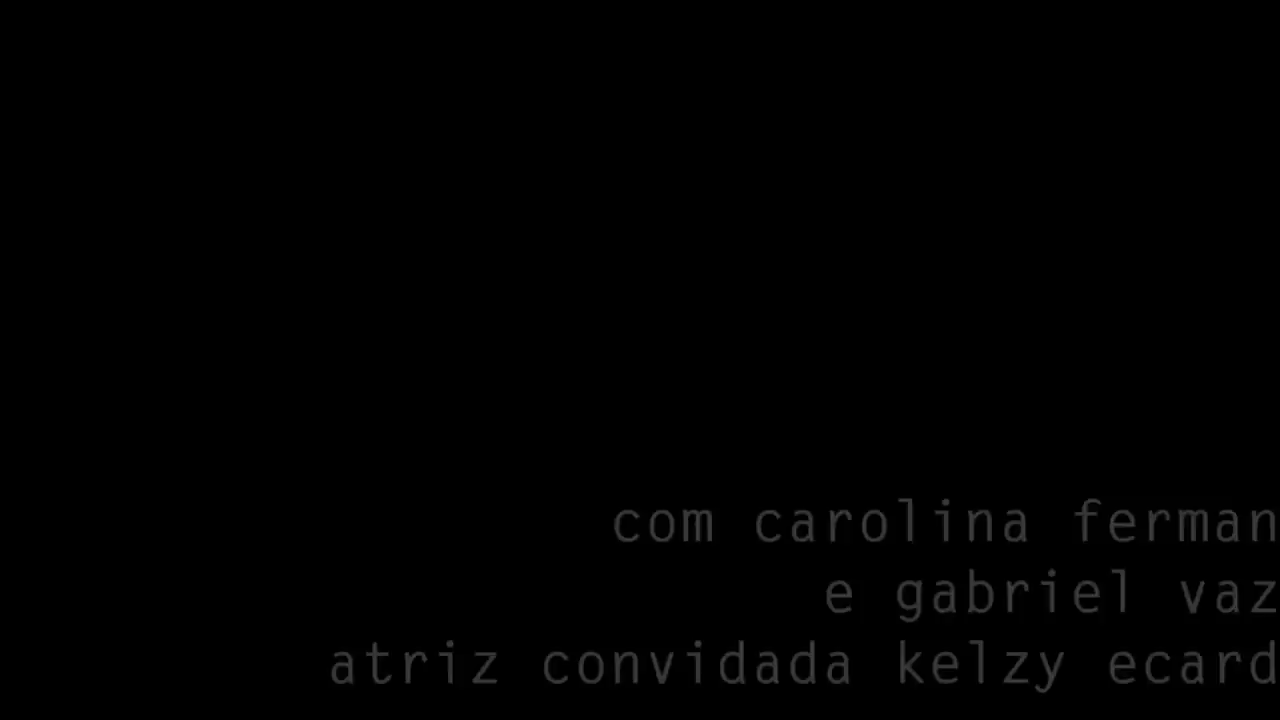 com carolina ferman
e gabriel vaz
atriz convidada kelzy ecard